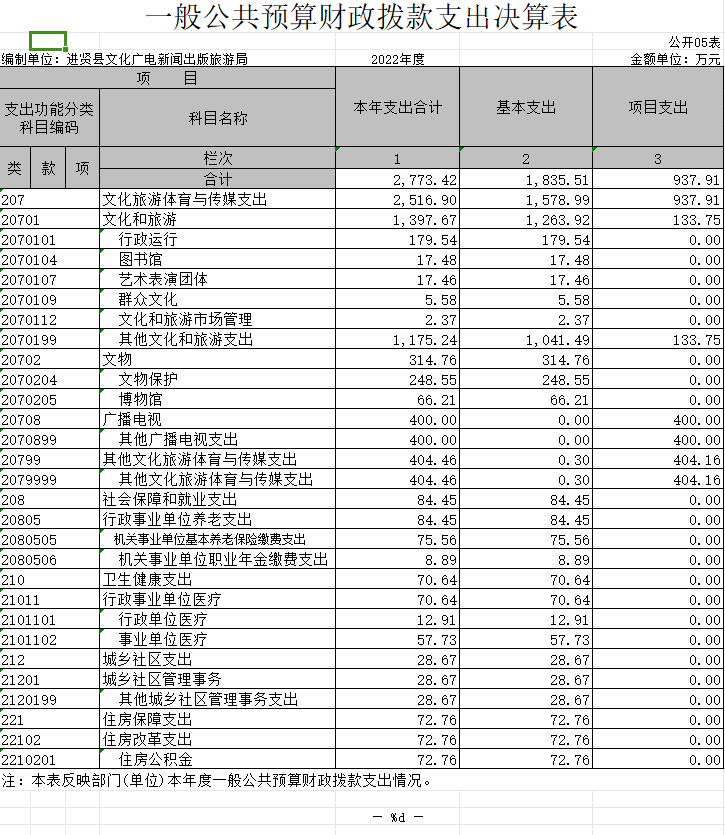 一般公共预算财政拨款支出决算表
公开05表
编制单位：进贤县文化广电新闻出版旅游局 2022年度 金额单位：万元
项 目 本年支出合计 基本支出 项目支出
支出功能分类科目编码 科目名称
类 款 项 栏次 1 2 3
合计 2,773.42 1,835.51 937.91
207 文化旅游体育与传媒支出 2,516.90 1,578.99 937.91
20701 文化和旅游 1,397.67 1,263.92 133.75
2070101 行政运行 179.54 179.54 0.00
2070104 图书馆 17.48 17.48 0.00
2070107 艺术表演团体 17.46 17.46 0.00
2070109 群众文化 5.58 5.58 0.00
2070112 文化和旅游市场管理 2.37 2.37 0.00
2070199 其他文化和旅游支出 1,175.24 1,041.49 133.75
20702 文物 314.76 314.76 0.00
2070204 文物保护 248.55 248.55 0.00
2070205 博物馆 66.21 66.21 0.00
20708 广播电视 400.00 0.00 400.00
2070899 其他广播电视支出 400.00 0.00 400.00
20799 其他文化旅游体育与传媒支出 404.46 0.30 404.16
2079999 其他文化旅游体育与传媒支出 404.46 0.30 404.16
208 社会保障和就业支出 84.45 84.45 0.00
20805 行政事业单位养老支出 84.45 84.45 0.00
2080505 机关事业单位基本养老保险缴费支出 75.56 75.56 0.00
2080506 机关事业单位职业年金缴费支出 8.89 8.89 0.00
210 卫生健康支出 70.64 70.64 0.00
21011 行政事业单位医疗 70.64 70.64 0.00
2101101 行政单位医疗 12.91 12.91 0.00
2101102 事业单位医疗 57.73 57.73 0.00
212 城乡社区支出 28.67 28.67 0.00
21201 城乡社区管理事务 28.67 28.67 0.00
2120199 其他城乡社区管理事务支出 28.67 28.67 0.00
221 住房保障支出 72.76 72.76 0.00
22102 住房改革支出 72.76 72.76 0.00
2210201 住房公积金 72.76 72.76 0.00
注：本表反映部门(单位)本年度一般公共预算财政拨款支出情况。
— %d —